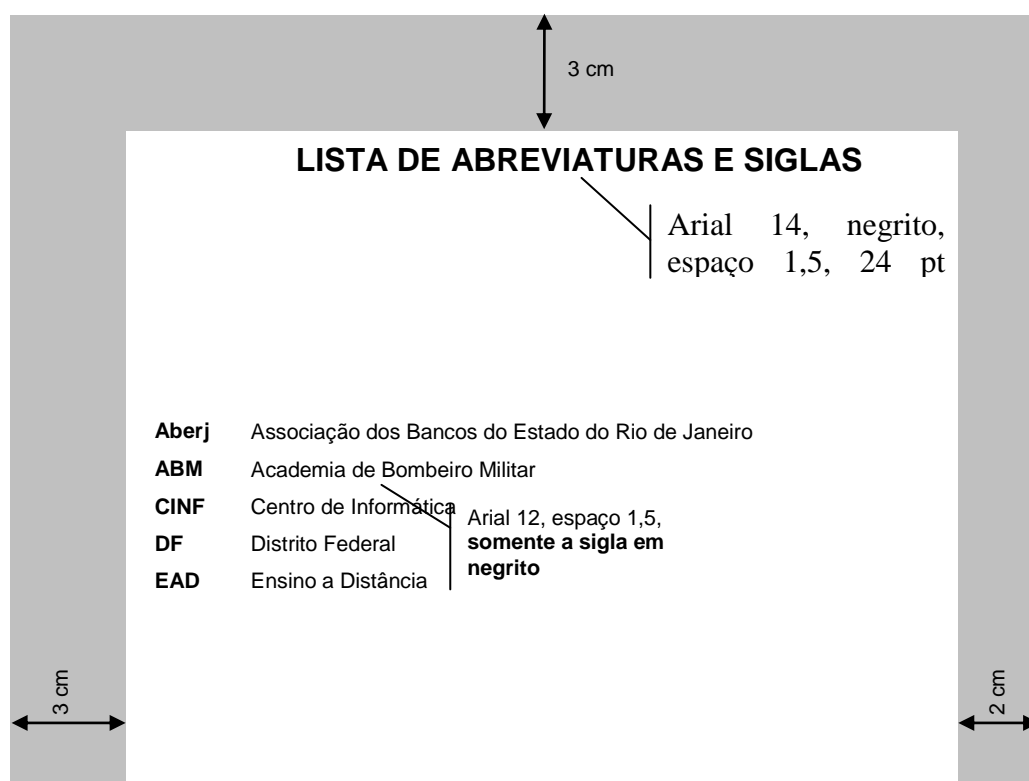 3 cm
LISTA DE ABREVIATURAS E SIGLAS
Arial 14, negrito,
espaço 1,5, 24 pt
Aberj Associação dos Bancos do Estado do Rio de Janeiro
ABM Academia de Bombeiro Militar
CINF Centro de Informática
DF Distrito Federal
EAD Ensino a Distância
Arial 12, espaço 1,5,
somente a sigla em
negrito
3 cm
2 cm